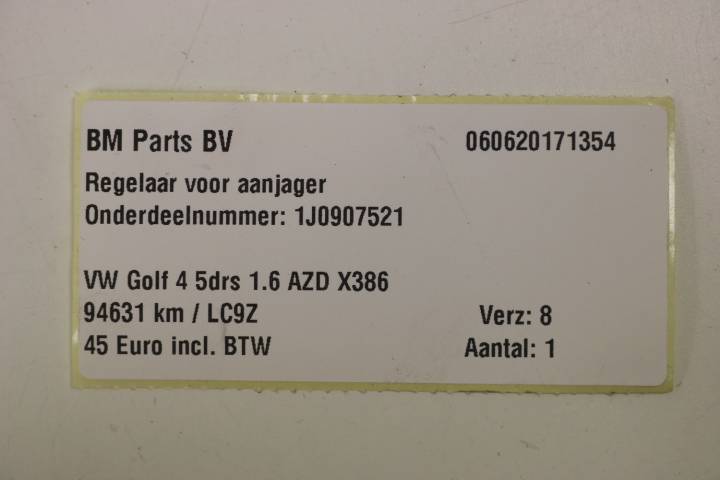 BM Parts BV 060620171354
Regelaar voor aanjager
Onderdeelnummer: 1J0907521
VW Golf 4 5drs 1.6 AZD X386
94631 km / LC9Z Verz: 8
45 Euro incl. BTW Aantal: 1